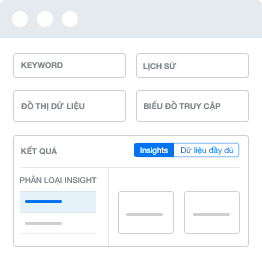 KEYWORD
LỊCH SỬ
ĐỒ THỊ DỮ LIỆU
BIỂU ĐỒ TRUY CẬP
KẾT QUẢ
Insights
Dữ liệu đầy đủ
PHÂN LOẠI INSIGHT